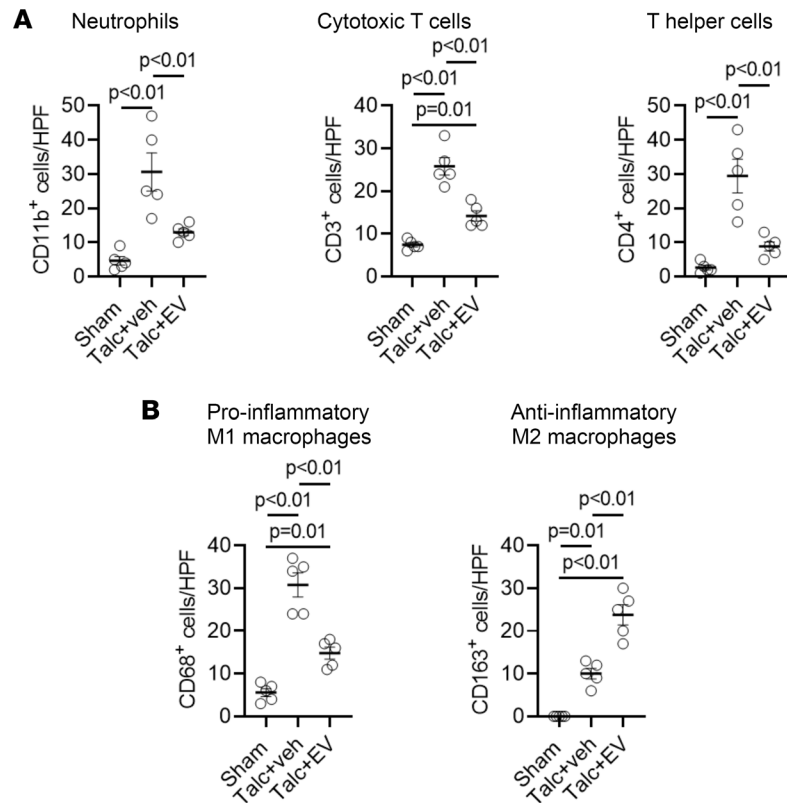 A
Neutrophils
p<0.01
p<0.01
50
40
30
20
10
0
CD11b+ cells/HPF
Sham
Talc+veh
Talc+EV
Cytotoxic T cells
p<0.01
p<0.01
p=0.01
40
30
20
10
0
CD3+ cells/HPF
Sham
Talc+veh
Talc+EV
T helper cells
p<0.01
p<0.01
50
40
30
20
10
0
CD4+ cells/HPF
Sham
Talc+veh
Talc+EV
B
Pro-inflammatory
M1 macrophages
p<0.01
p<0.01
p=0.01
40
30
20
10
0
CD68+ cells/HPF
Sham
Talc+veh
Talc+EV
Anti-inflammatory
M2 macrophages
p<0.01
p=0.01
p<0.01
40
30
20
10
0
CD163+ cells/HPF
Sham
Talc+veh
Talc+EV